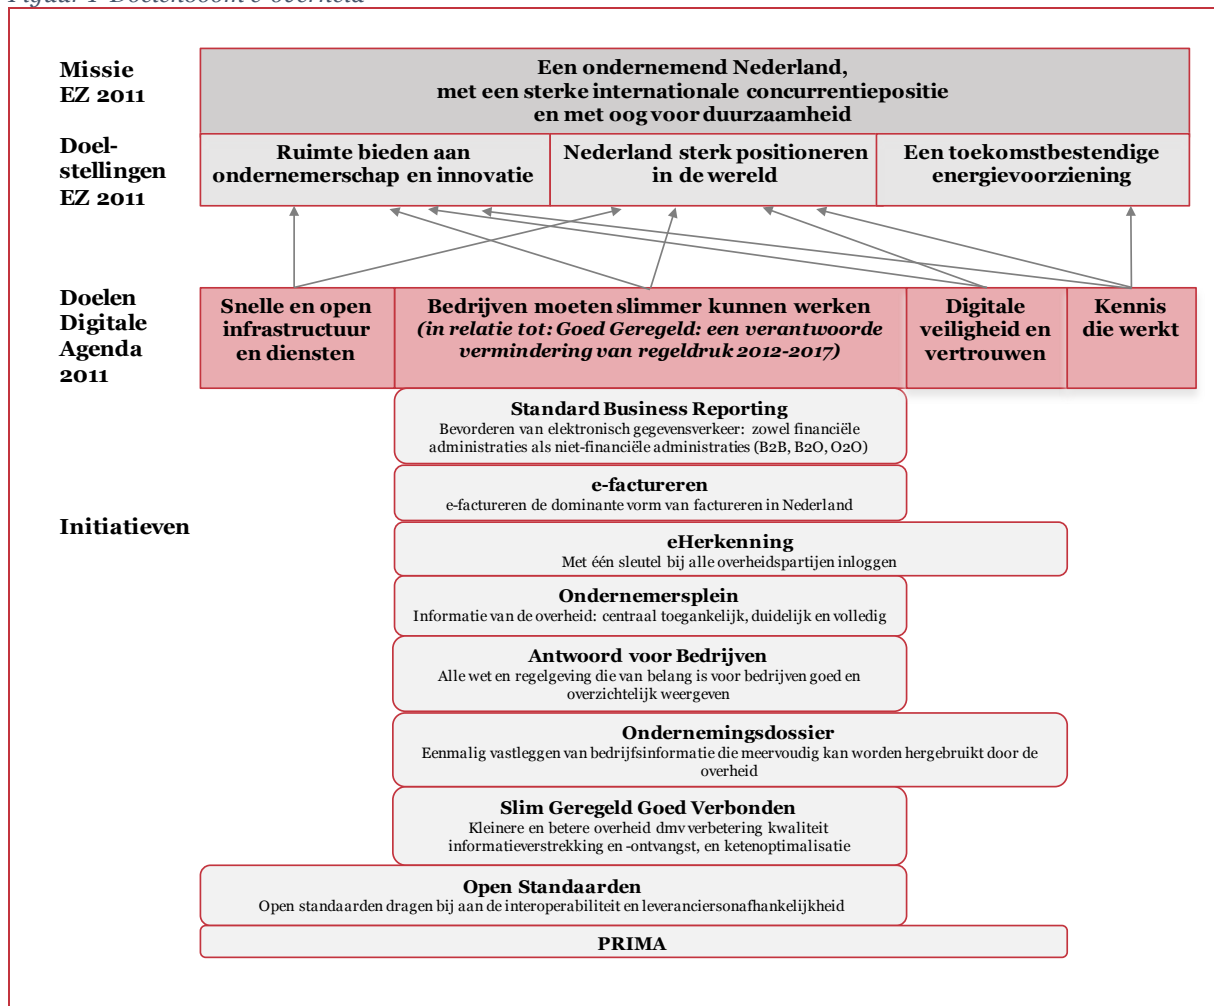 Figuur 1 Doelenboom e-overheid
Missie
EZ 2011
Een ondernemend Nederland,
met een sterke internationale concurrentiepositie
en met oog voor duurzaamheid
Doel-
stellingen
EZ 2011
Ruimte bieden aan
ondernemerschap en innovatie
Nederland sterk positioneren
in de wereld
Een toekomstbestendige
energievoorziening
Doelen
Digitale
Agenda
2011
Snelle en open
infrastructuur
en diensten
Bedrijven moeten slimmer kunnen werken
(in relatie tot: Goed Geregeld: een verantwoorde
vermindering van regeldruk 2012-2017)
Digitale
veiligheid en
vertrouwen
Kennis
die werkt
Standard Business Reporting
Bevorderen van elektronisch gegevensverkeer: zowel financiële
administraties als niet-financiële administraties (B2B, B2O, O2O)
e-factureren
e-factureren de dominante vorm van factureren in Nederland
Initiatieven
eHerkenning
Met één sleutel bij alle overheidspartijen inloggen
Ondernemersplein
Informatie van de overheid: centraal toegankelijk, duidelijk en volledig
Antwoord voor Bedrijven
Alle wet en regelgeving die van belang is voor bedrijven goed en
overzichtelijk weergeven
Ondernemingsdossier
Eenmalig vastleggen van bedrijfsinformatie die meervoudig kan worden hergebruikt door de
overheid
Slim Geregeld Goed Verbonden
Kleinere en betere overheid dmv verbetering kwaliteit
informatieverstrekking en -ontvangst, en ketenoptimalisatie
Open Standaarden
Open standaarden dragen bij aan de interoperabiliteit en leveranciersonafhankelijkheid
PRIMA